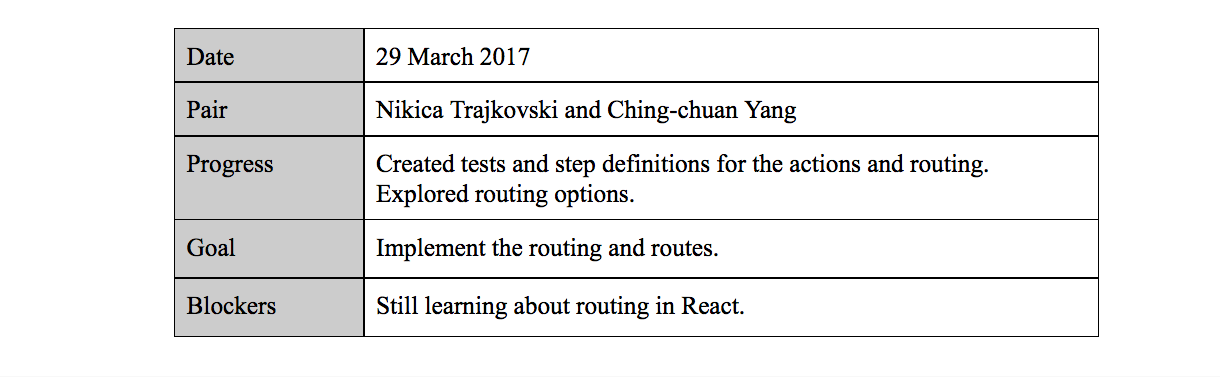 Date 29 March 2017
Pair Nikica Trajkovski and Ching-chuan Yang
Progress Created tests and step definitions for the actions and routing.
Explored routing options.
Goal Implement the routing and routes.
Blockers Still learning about routing in React.